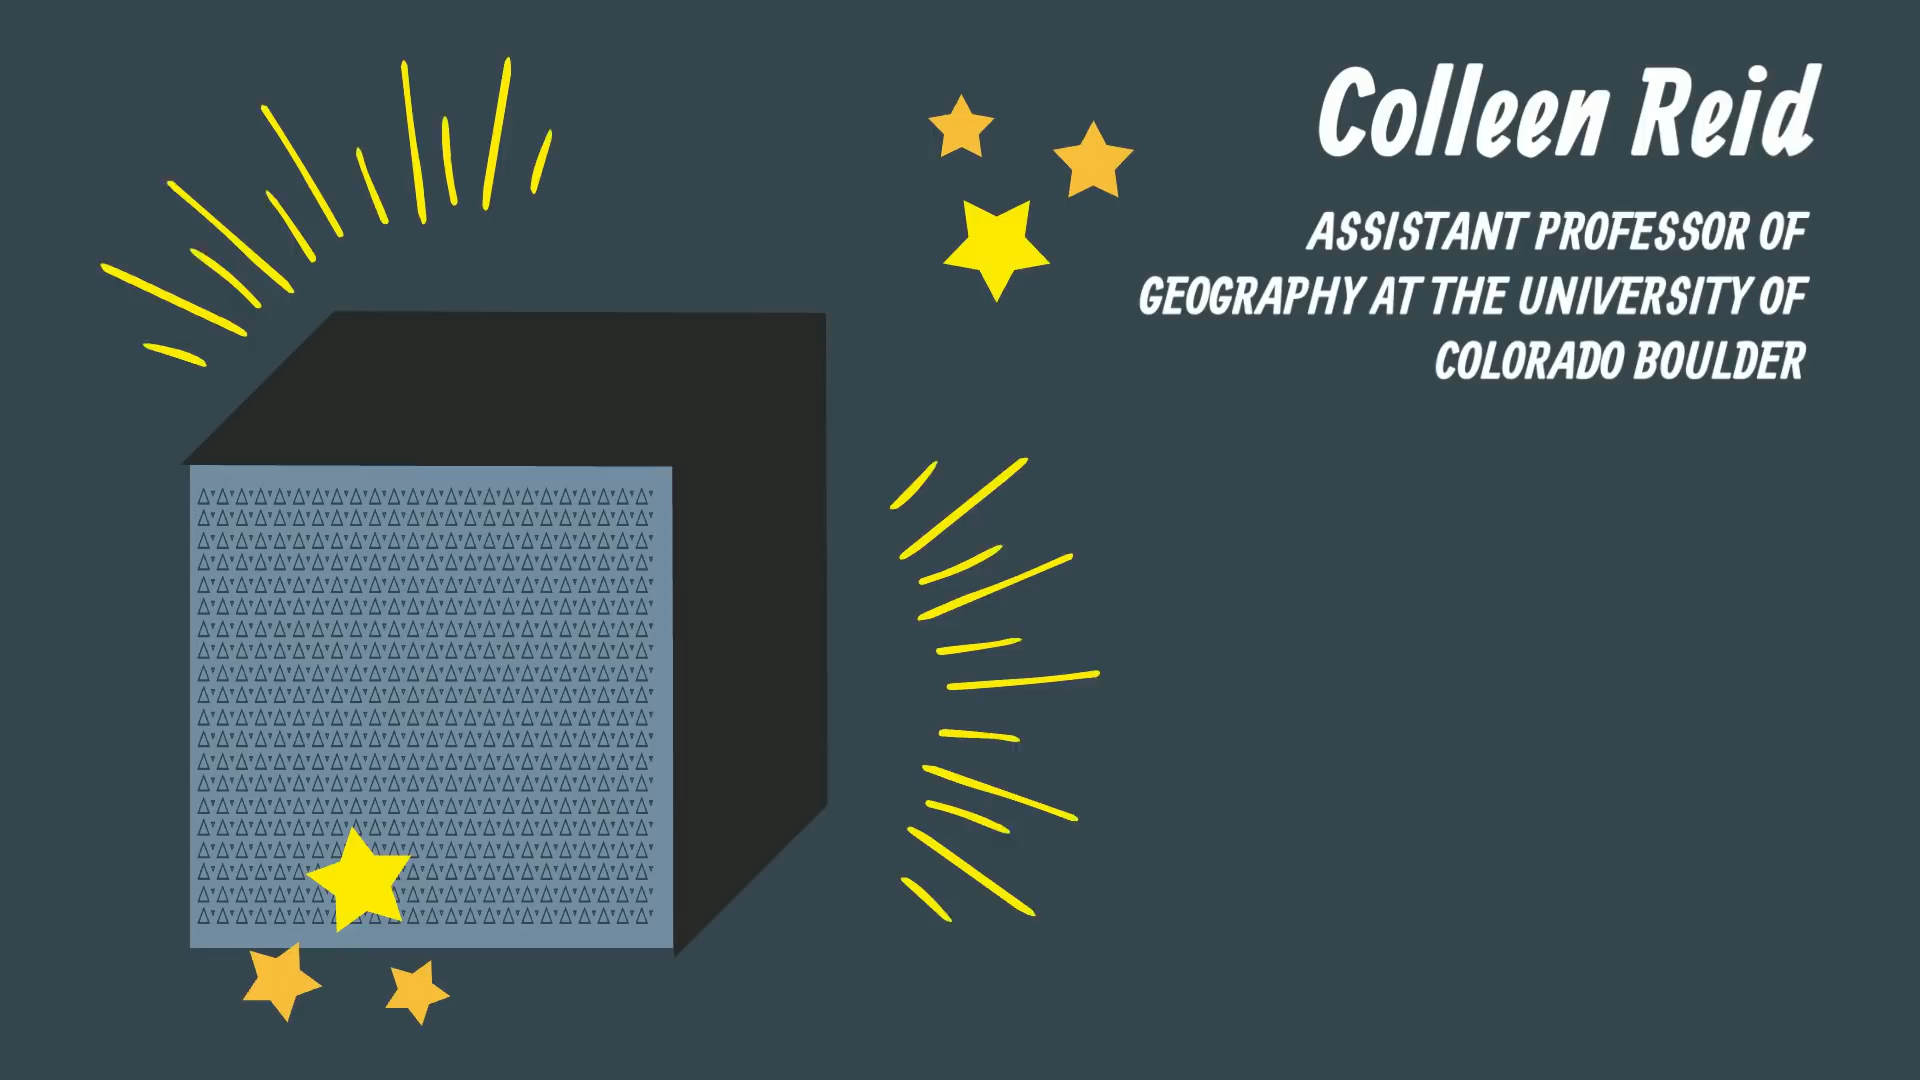 Colleen Reid
ASSISTANT PROFESSOR OF
GEOGRAPHY AT THE UNIVERSITY OF
COLORADO BOULDER